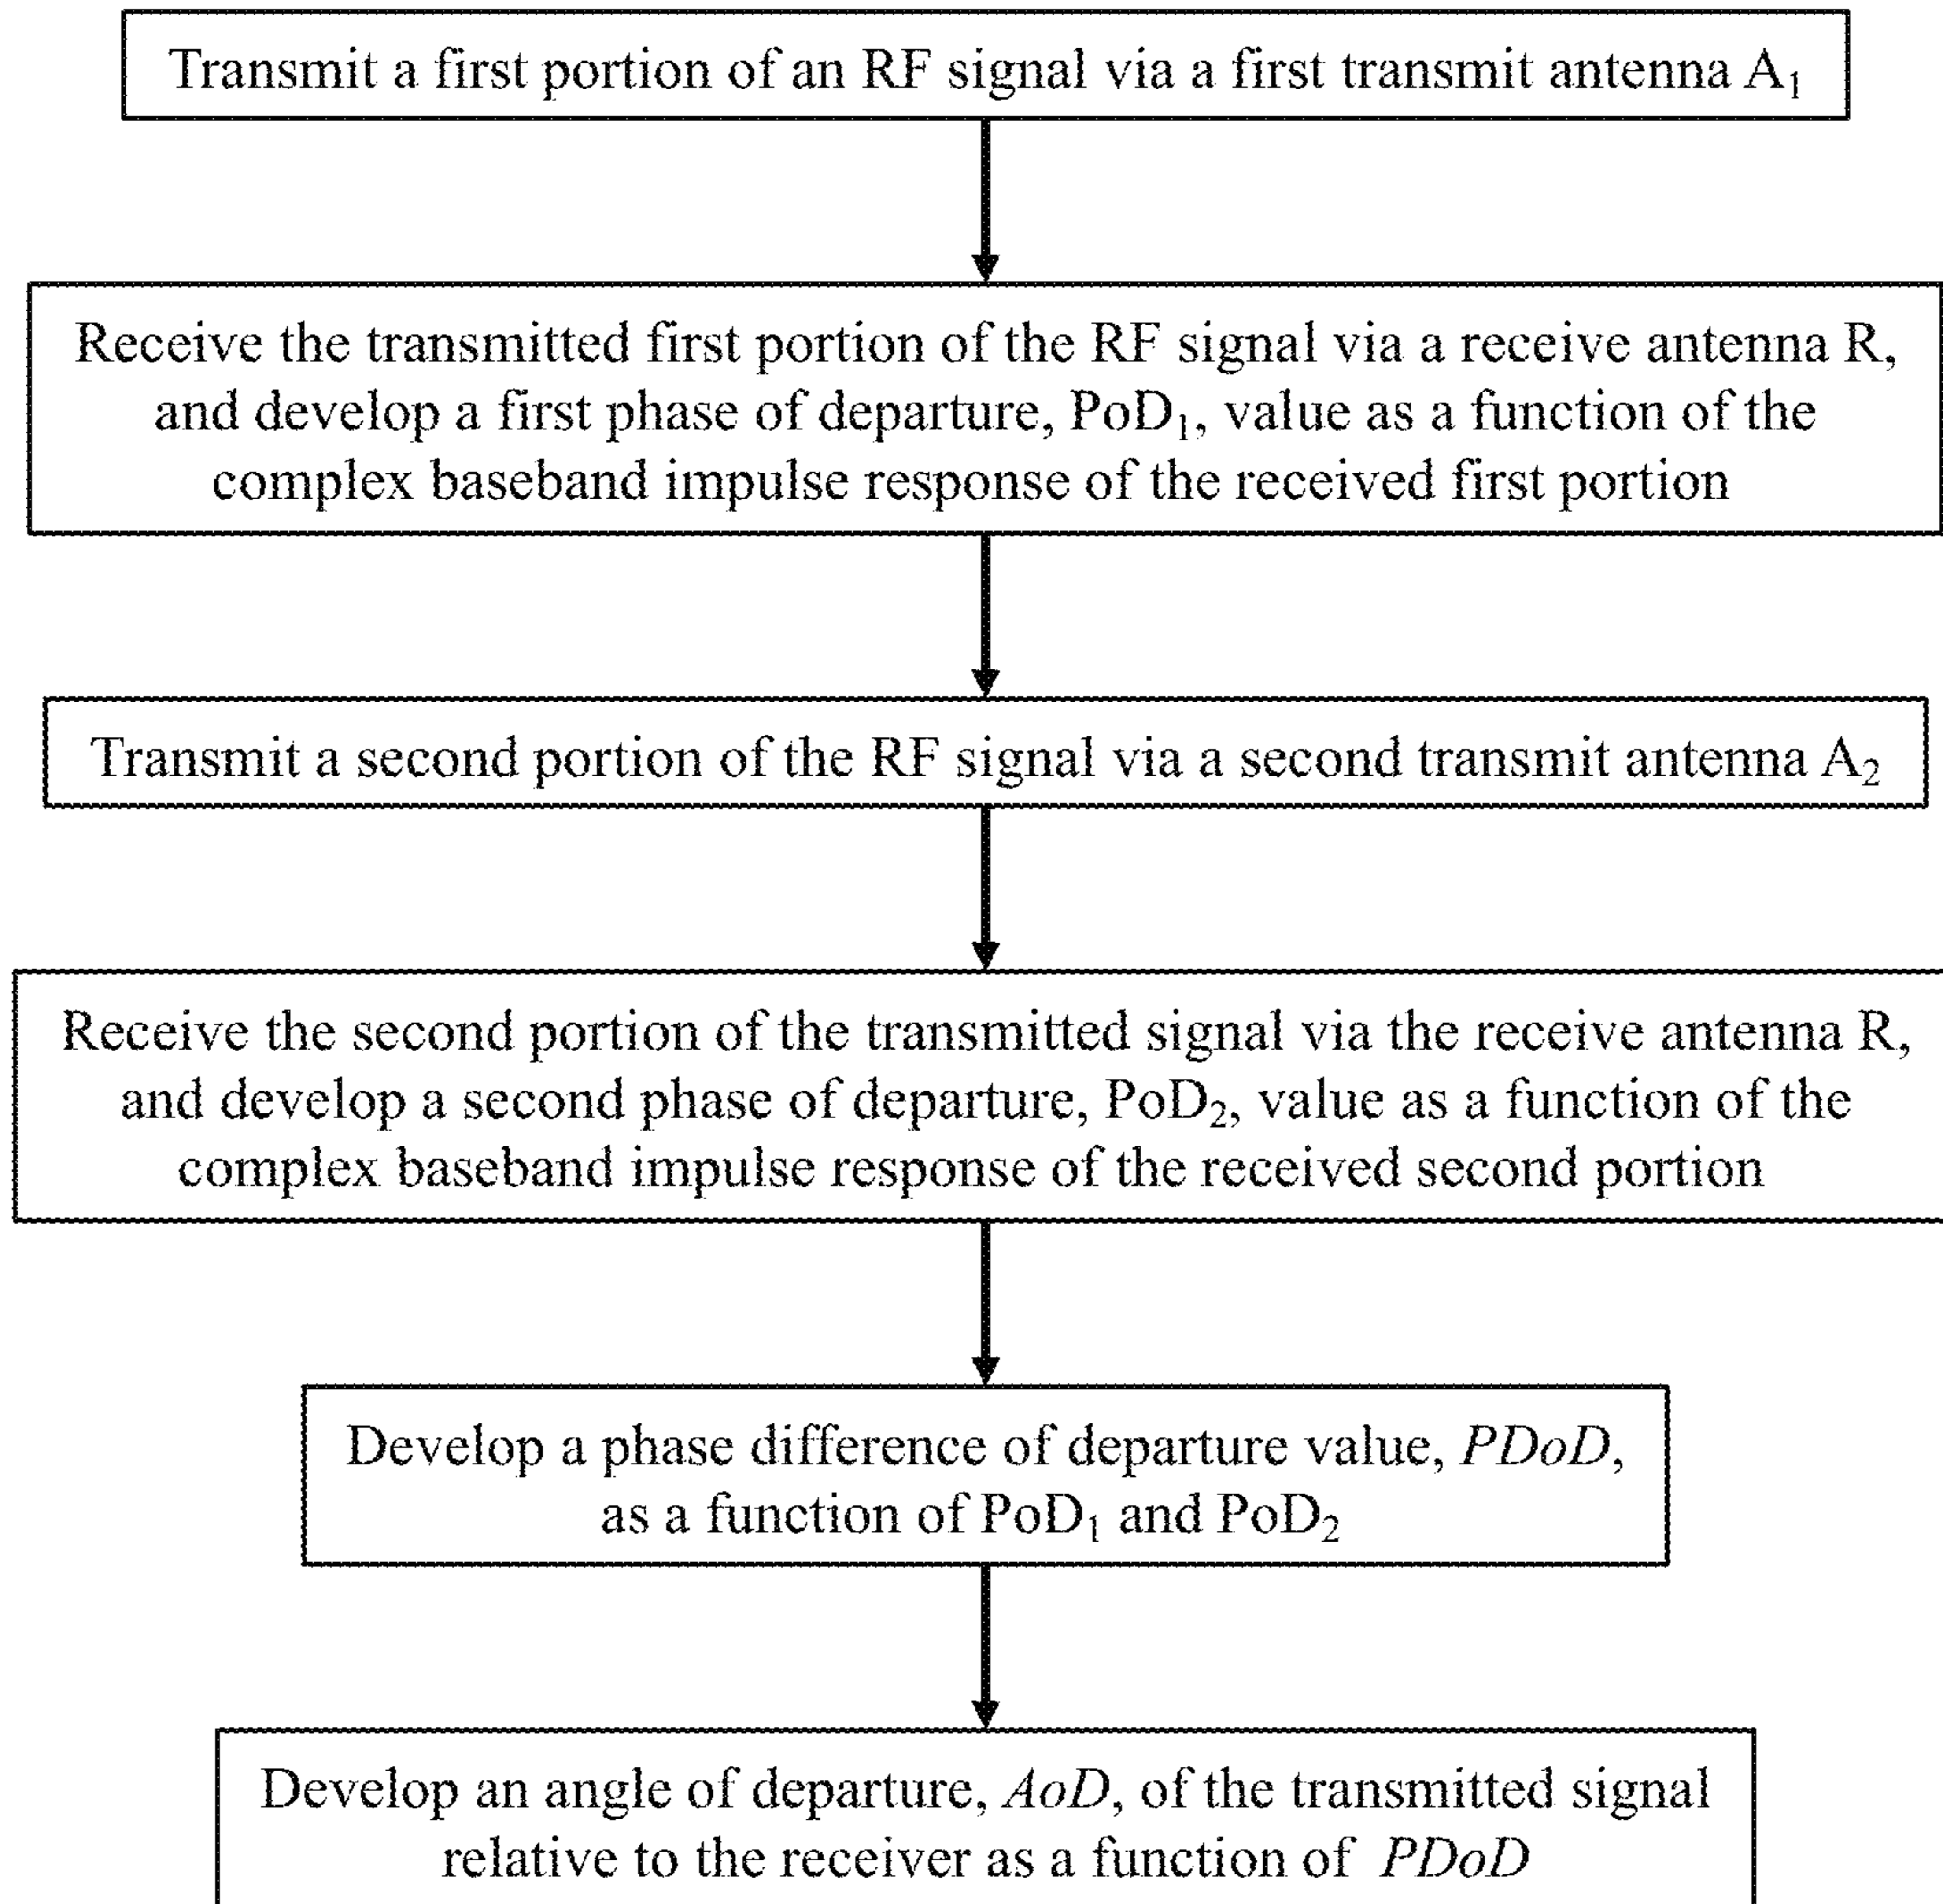 Transmit a first portion of an RF signal via a first transmit antenna A₁
Receive the transmitted first portion of the RF signal via a receive antenna R,
and develop a first phase of departure, PoD₁, value as a function of the
complex baseband impulse response of the received first portion
Transmit a second portion of the RF signal via a second transmit antenna A₂
Receive the second portion of the transmitted signal via the receive antenna R,
and develop a second phase of departure, PoD₂, value as a function of the
complex baseband impulse response of the received second portion
Develop a phase difference of departure value, PDoD,
as a function of PoD₁ and PoD₂
Develop an angle of departure, AoD, of the transmitted signal
relative to the receiver as a function of PDoD